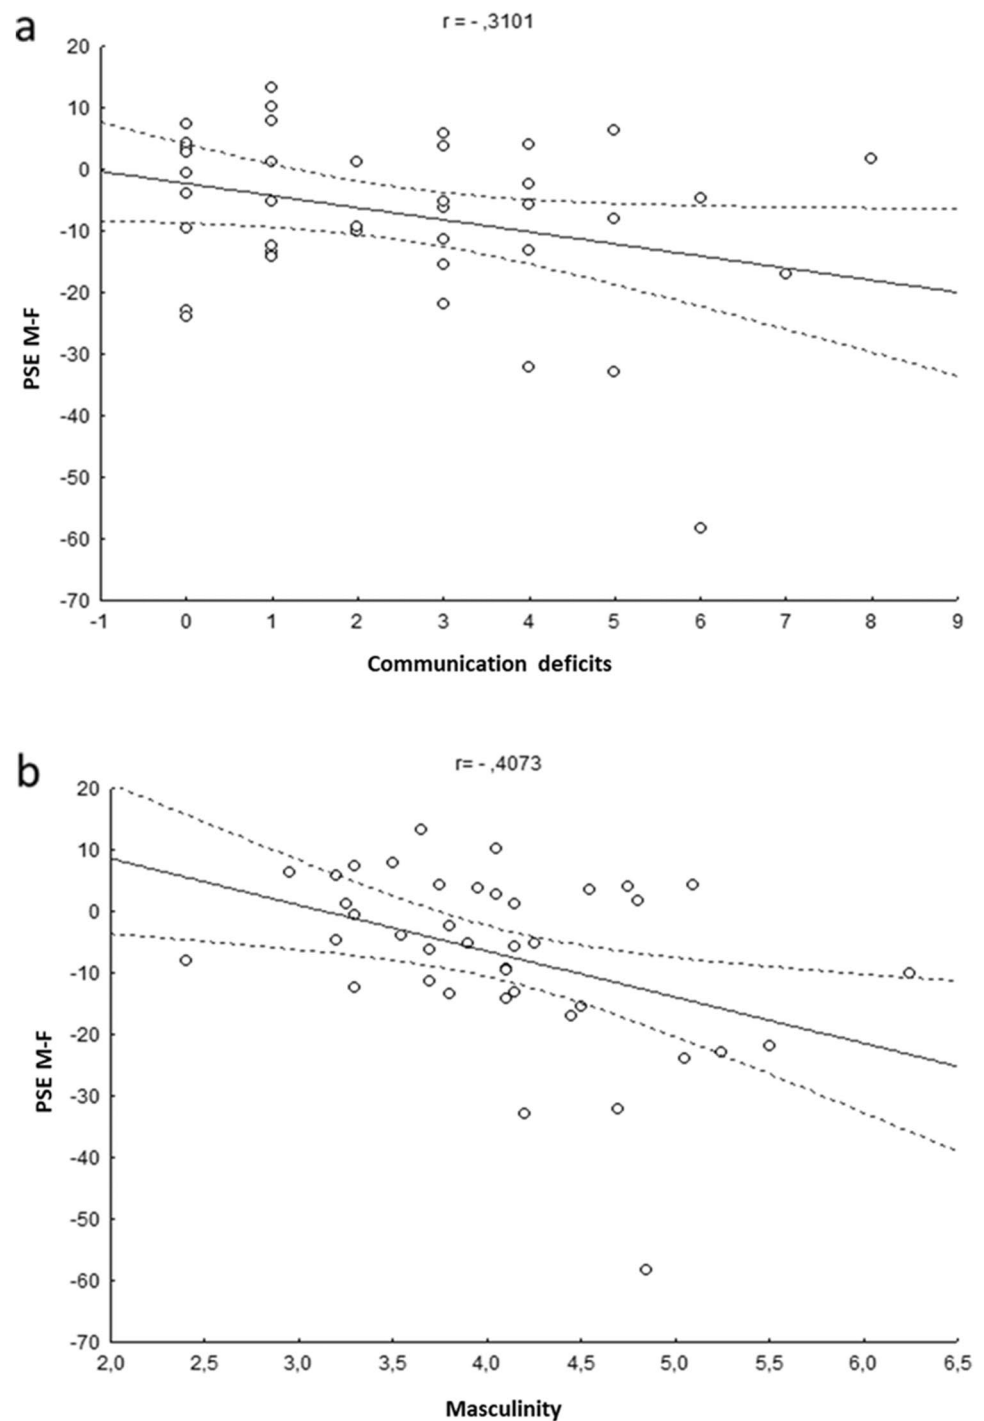 a
r = - ,3101
20
10
0
-10
-20
-30
-40
-50
-60
-70
PSE M-F
-1 0 1 2 3 4 5 6 7 8 9
Communication deficits
b
r= - ,4073
20
10
0
-10
-20
-30
-40
-50
-60
-70
PSE M-F
2,0 2,5 3,0 3,5 4,0 4,5 5,0 5,5 6,0 6,5
Masculinity